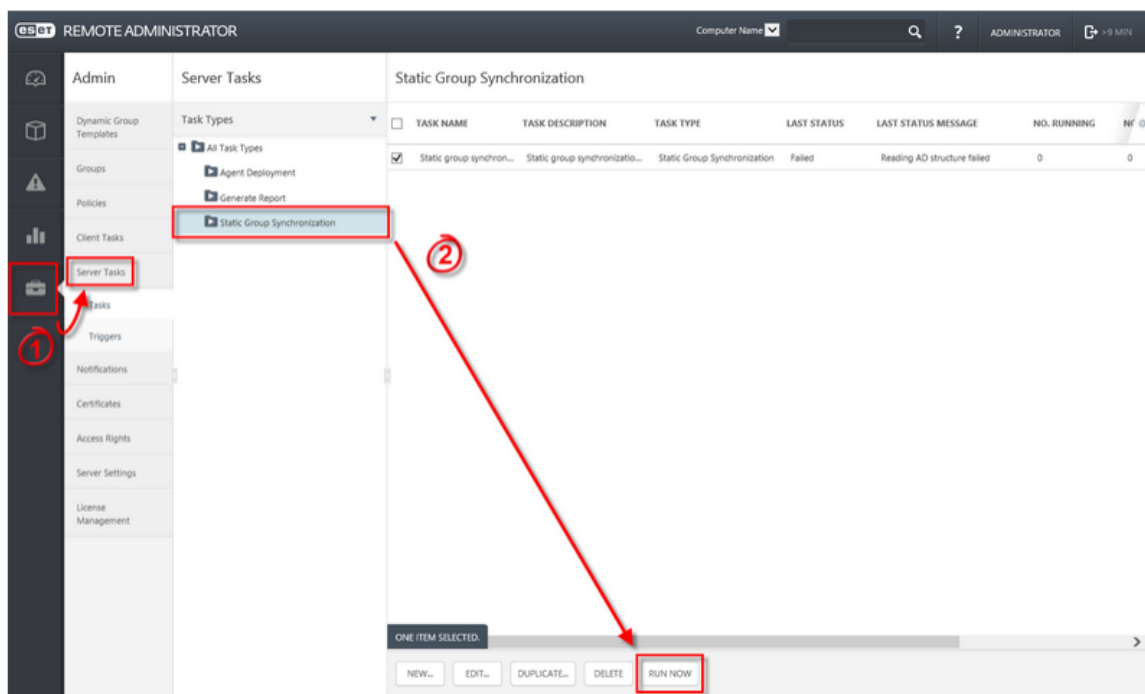 eseT REMOTE ADMINISTRATOR
Computer Name
?
ADMINISTRATOR
>9 MIN
Admin
Dynamic Group
Templates
Groups
Policies
Client Tasks
Server Tasks
Tasks
Triggers
Notifications
Certificates
Access Rights
Server Settings
License
Management
1
Server Tasks
Task Types
All Task Types
Agent Deployment
Generate Report
Static Group Synchronization
2
Static Group Synchronization
TASK NAME TASK DESCRIPTION TASK TYPE LAST STATUS LAST STATUS MESSAGE NO. RUNNING NO
Static group synchron... Static group synchronizatio... Static Group Synchronization Failed Reading AD structure failed 0 0
ONE ITEM SELECTED.
NEW... EDIT... DUPLICATE... DELETE RUN NOW